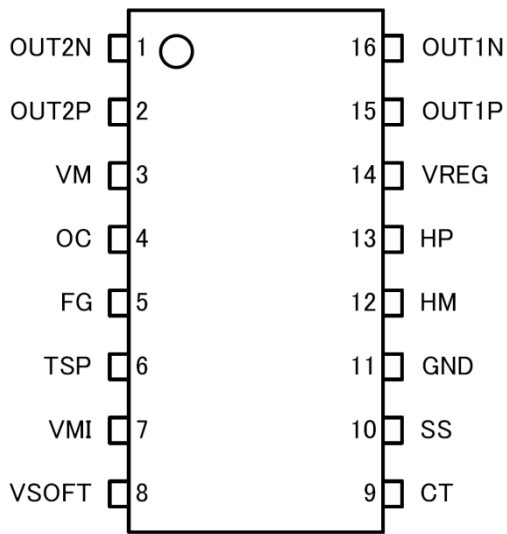 OUT2N 1 16 OUT1N
OUT2P 2 15 OUT1P
VM 3 14 VREG
OC 4 13 HP
FG 5 12 HM
TSP 6 11 GND
VMI 7 10 SS
VSOFT 8 9 CT